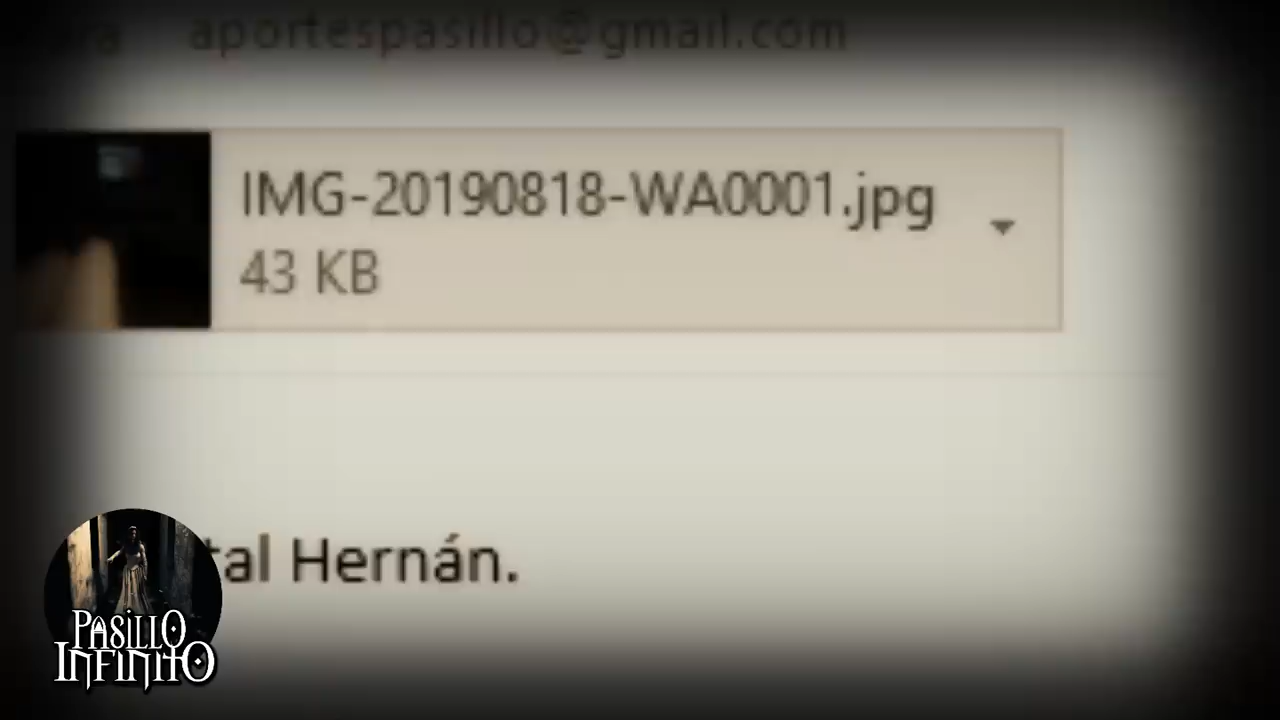 aportespasillo@gmail.com
IMG-20190818-WA0001.jpg
43 KB
tal Hernán.
PASILLO
INFINITO